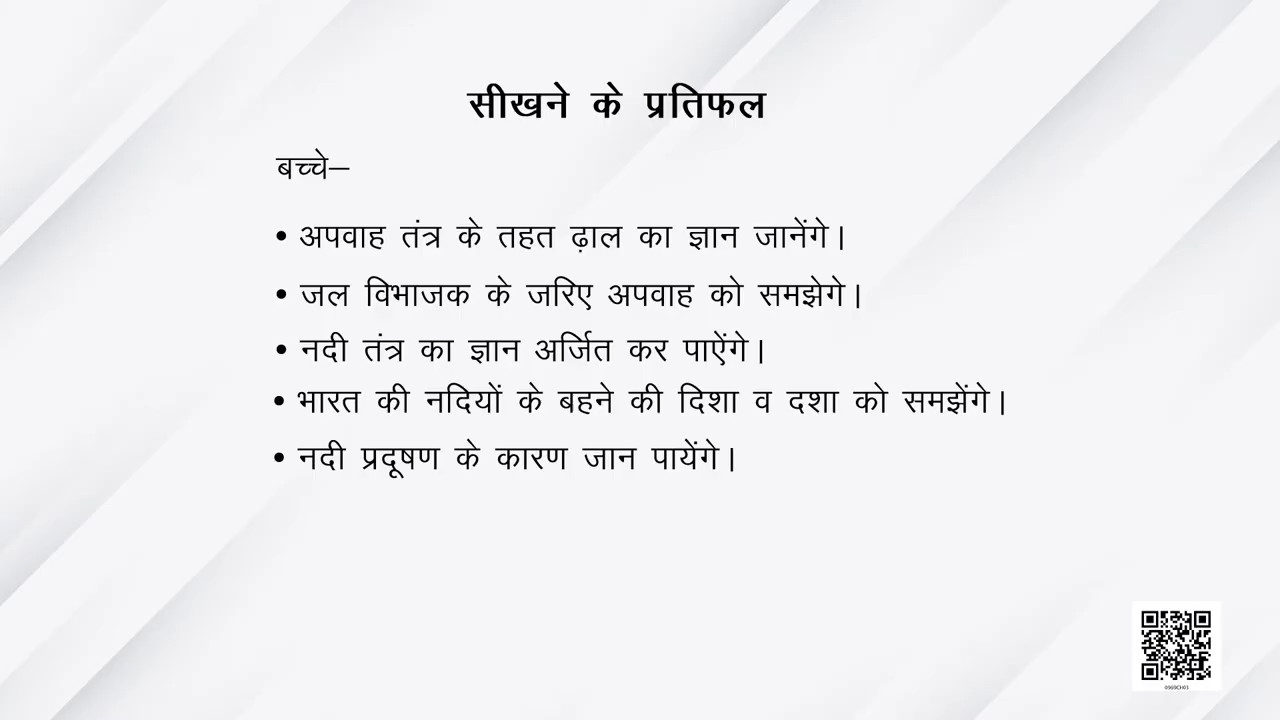 सीखने के प्रतिफल
बच्चे–
• अपवाह तंत्र के तहत ढ़ाल का ज्ञान जानेंगे।
• जल विभाजक के जरिए अपवाह को समझेगे।
• नदी तंत्र का ज्ञान अर्जित कर पाऐंगे।
• भारत की नदियों के बहने की दिशा व दशा को समझेंगे।
• नदी प्रदूषण के कारण जान पायेंगे।